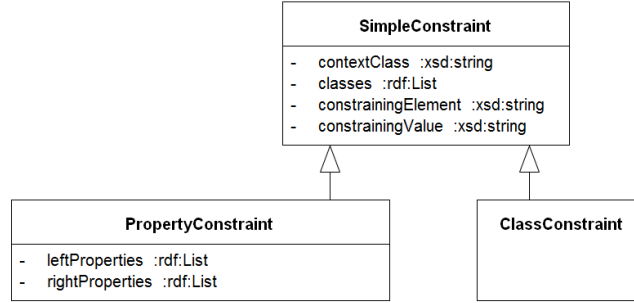 SimpleConstraint
- contextClass :xsd:string
- classes :rdf:List
- constrainingElement :xsd:string
- constrainingValue :xsd:string
PropertyConstraint
- leftProperties :rdf:List
- rightProperties :rdf:List
ClassConstraint